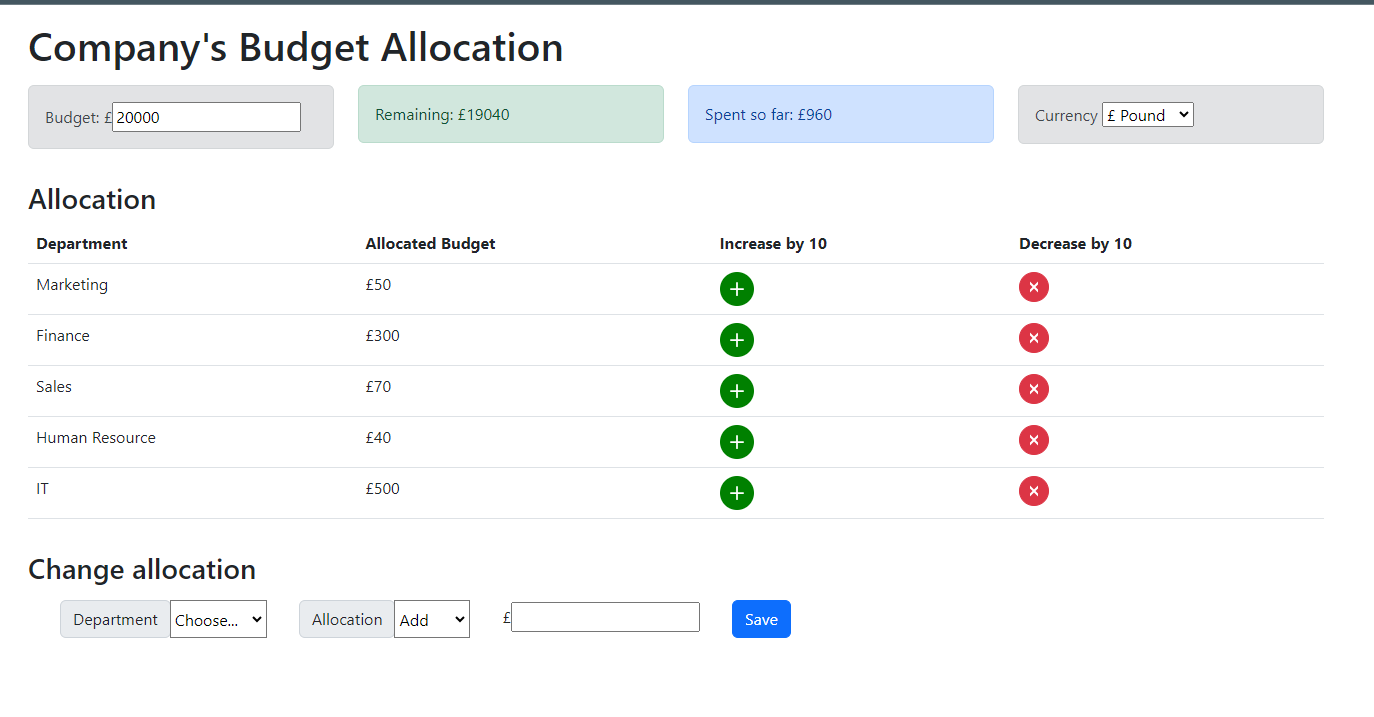 Company's Budget Allocation
Budget: £ 20000 Remaining: £19040 Spent so far: £960 Currency £ Pound
Allocation
Department Allocated Budget Increase by 10 Decrease by 10
Marketing £50
Finance £300
Sales £70
Human Resource £40
IT £500
Change allocation
Department Choose... Allocation Add £ Save